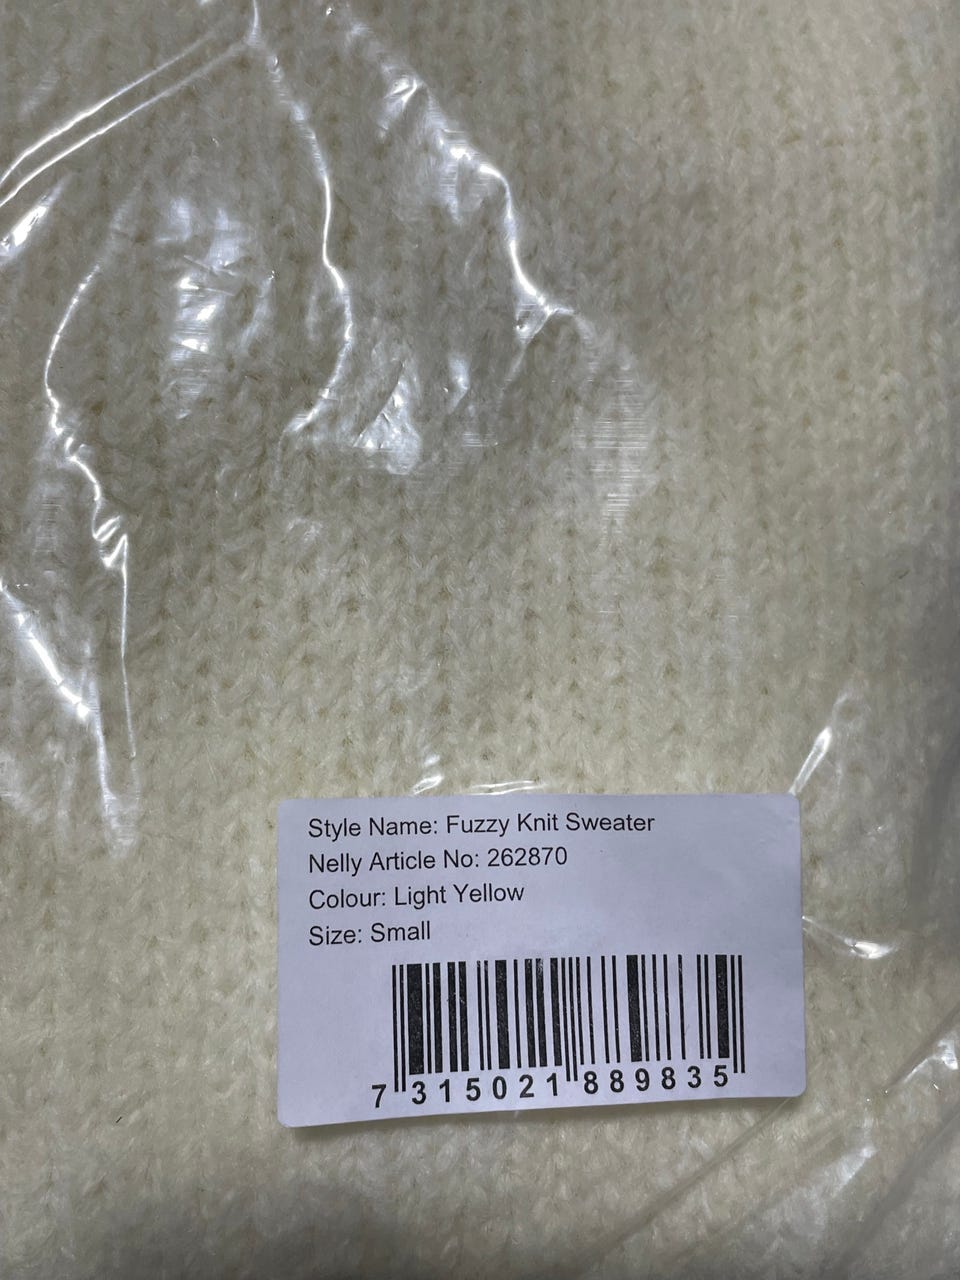 Style Name: Fuzzy Knit Sweater
Nelly Article No: 262870
Colour: Light Yellow
Size: Small
7 315021 889835